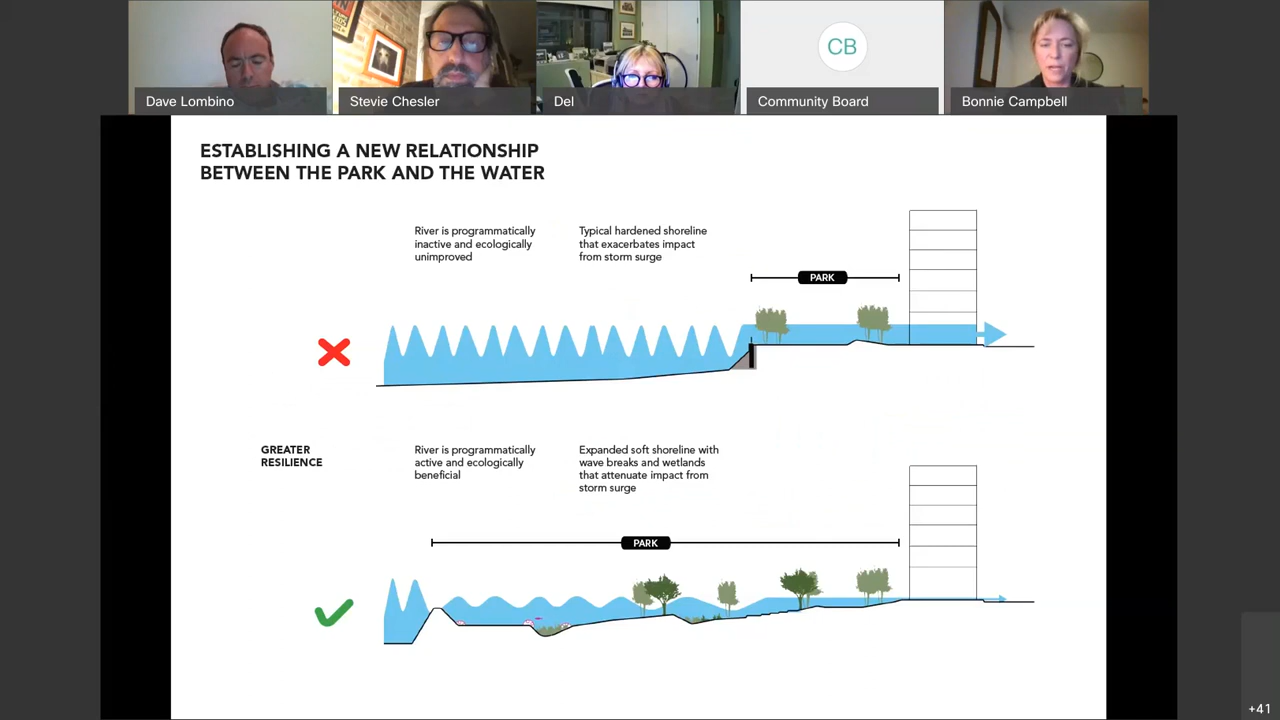 Dave Lombino
Stevie Chesler
Del
CB
Community Board
Bonnie Campbell
ESTABLISHING A NEW RELATIONSHIP
BETWEEN THE PARK AND THE WATER
River is programmatically
inactive and ecologically
unimproved
Typical hardened shoreline
that exacerbates impact
from storm surge
PARK
GREATER
RESILIENCE
River is programmatically
active and ecologically
beneficial
Expanded soft shoreline with
wave breaks and wetlands
that attenuate impact from
storm surge
PARK
+41